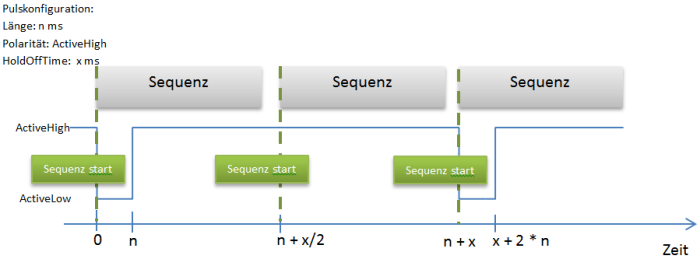 Pulskonfiguration:
Länge: n ms
Polarität: ActiveHigh
HoldOffTime: x ms
Sequenz
Sequenz
Sequenz
ActiveHigh
Sequenz start
Sequenz start
Sequenz start
ActiveLow
0
n
n + x/2
n + x
x + 2 * n
Zeit